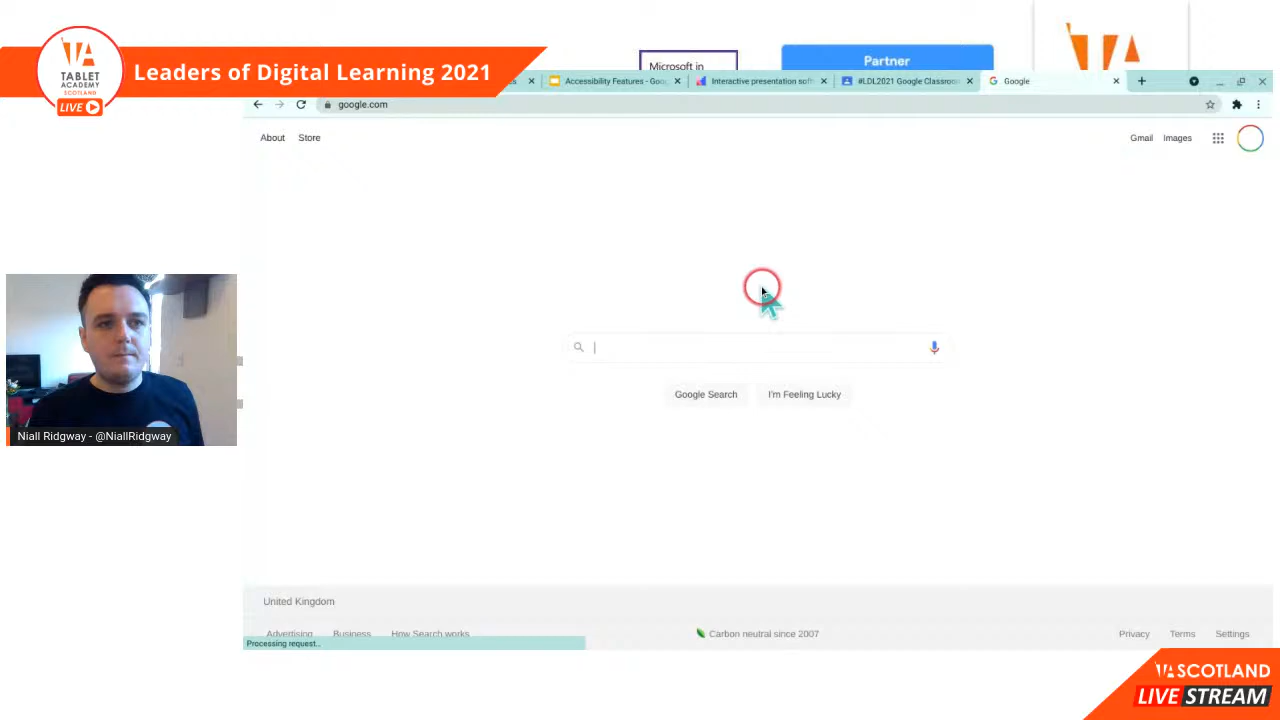 TABLET
ACADEMY
SCOTLAND
LIVE
Leaders of Digital Learning 2021
Microsoft in
Partner
Accessibility Features - Goo
Interactive presentation soft
#LDL2021 Google Classroom
Google
google.com
About Store
Gmail Images
Google Search I'm Feeling Lucky
Niall Ridgway - @NiallRidgway
United Kingdom
Advertising Business How Search works
Carbon neutral since 2007
Privacy Terms Settings
Processing request..
TA SCOTLAND
LIVE STREAM